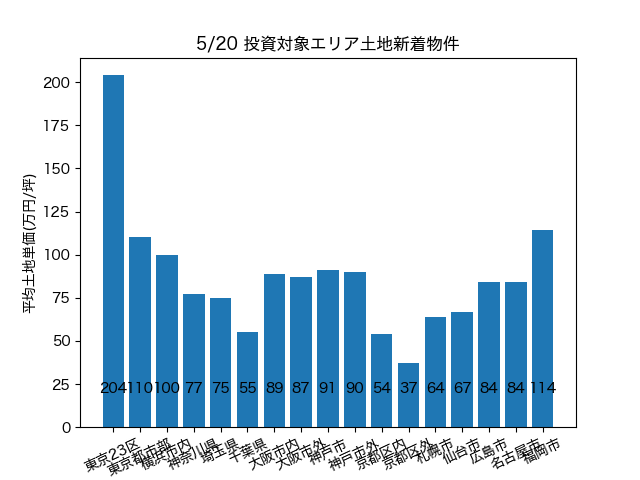 5/20 投資対象エリア土地新着物件
平均土地単価(万円/坪)
200
175
150
125
100
75
50
25
0
204 110 100 77 75 55 89 87 91 90 54 37 64 67 84 84 114
東京23区 東京都市部 横浜市内 神奈川県 埼玉県 千葉県 大阪市内 大阪市外 神戸市 神戸市外 京都区内 京都区外 札幌市 仙台市 広島市 名古屋市 福岡市